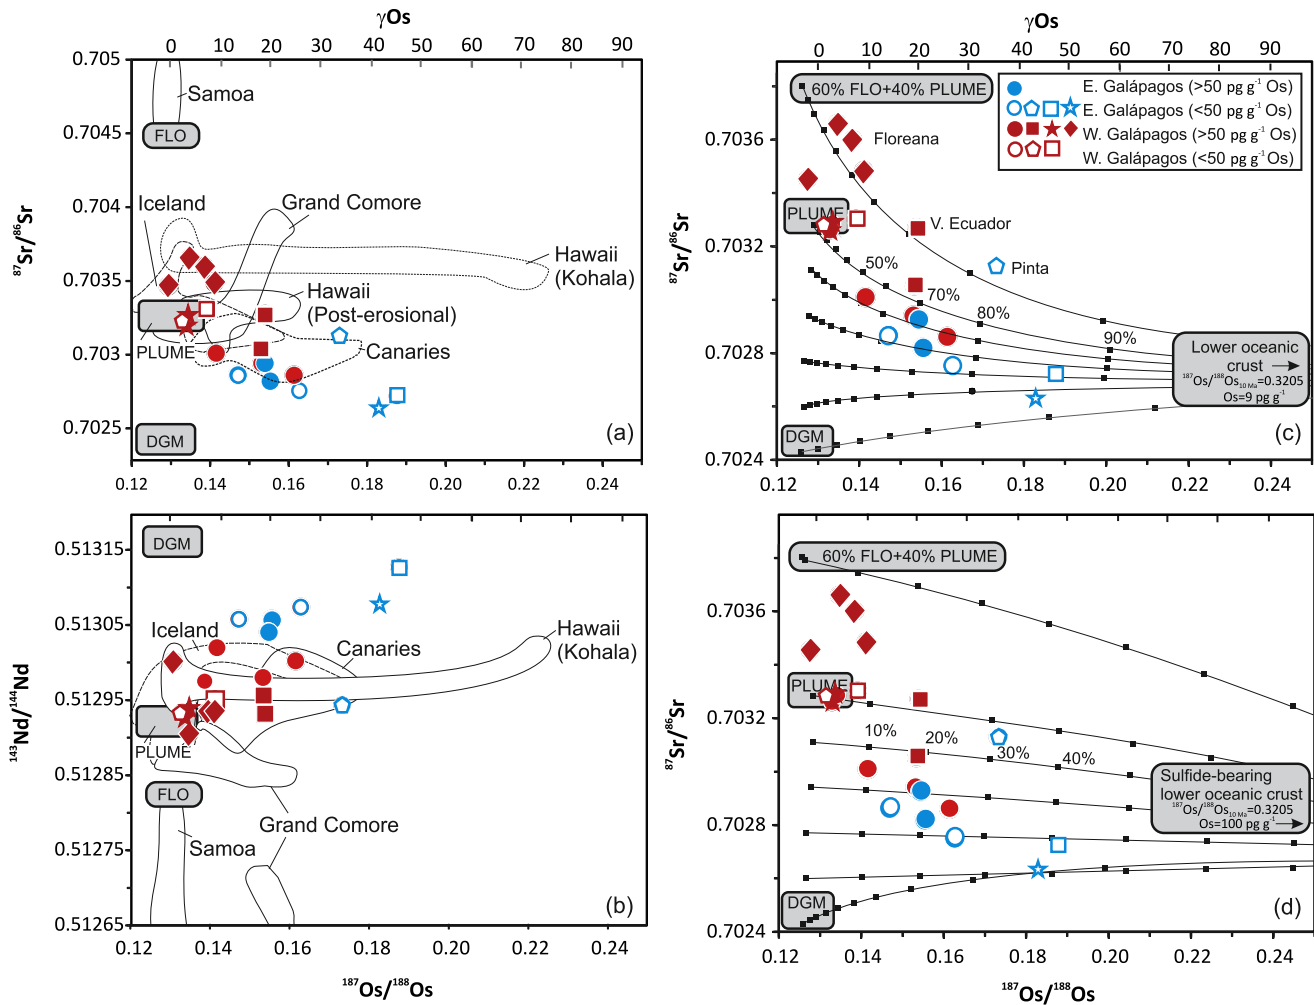 γOs
0 10 20 30 40 50 60 70 80 90
0.705
0.7045
0.704
0.7035
0.703
0.7025
⁸⁷Sr/⁸⁶Sr
Samoa
FLO
Iceland
Grand Comore
Hawaii
(Kohala)
Hawaii
(Post-erosional)
PLUME
Canaries
DGM
(a)
0.12 0.14 0.16 0.18 0.20 0.22
γOs
0 10 20 30 40 50 60 70 80 90
0.7036
0.7032
0.7028
0.7024
⁸⁷Sr/⁸⁶Sr
60% FLO+40% PLUME
E. Galápagos (>50 pg g⁻¹ Os)
E. Galápagos (<50 pg g⁻¹ Os)
W. Galápagos (>50 pg g⁻¹ Os)
W. Galápagos (<50 pg g⁻¹ Os)
Floreana
PLUME
V. Ecuador
Pinta
50%
70%
80%
90%
Lower oceanic
crust
¹⁸⁷Os/¹⁸⁸Os₁₀ Ma=0.3205
Os=9 pg g⁻¹
DGM
(c)
0.12 0.14 0.16 0.18 0.20 0.22 0.24
0.51315
0.51305
0.51295
0.51285
0.51275
0.51265
¹⁴³Nd/¹⁴⁴Nd
DGM
Iceland
Canaries
Hawaii
(Kohala)
PLUME
FLO
Grand Comore
Samoa
(b)
0.12 0.14 0.16 0.18 0.20 0.22 0.24
¹⁸⁷Os/¹⁸⁸Os
0.7036
0.7032
0.7028
0.7024
⁸⁷Sr/⁸⁶Sr
60% FLO+40% PLUME
PLUME
10%
20%
30%
40%
Sulfide-bearing
lower oceanic crust
¹⁸⁷Os/¹⁸⁸Os₁₀ Ma=0.3205
Os=100 pg g⁻¹
DGM
(d)
0.12 0.14 0.16 0.18 0.20 0.22 0.24
¹⁸⁷Os/¹⁸⁸Os